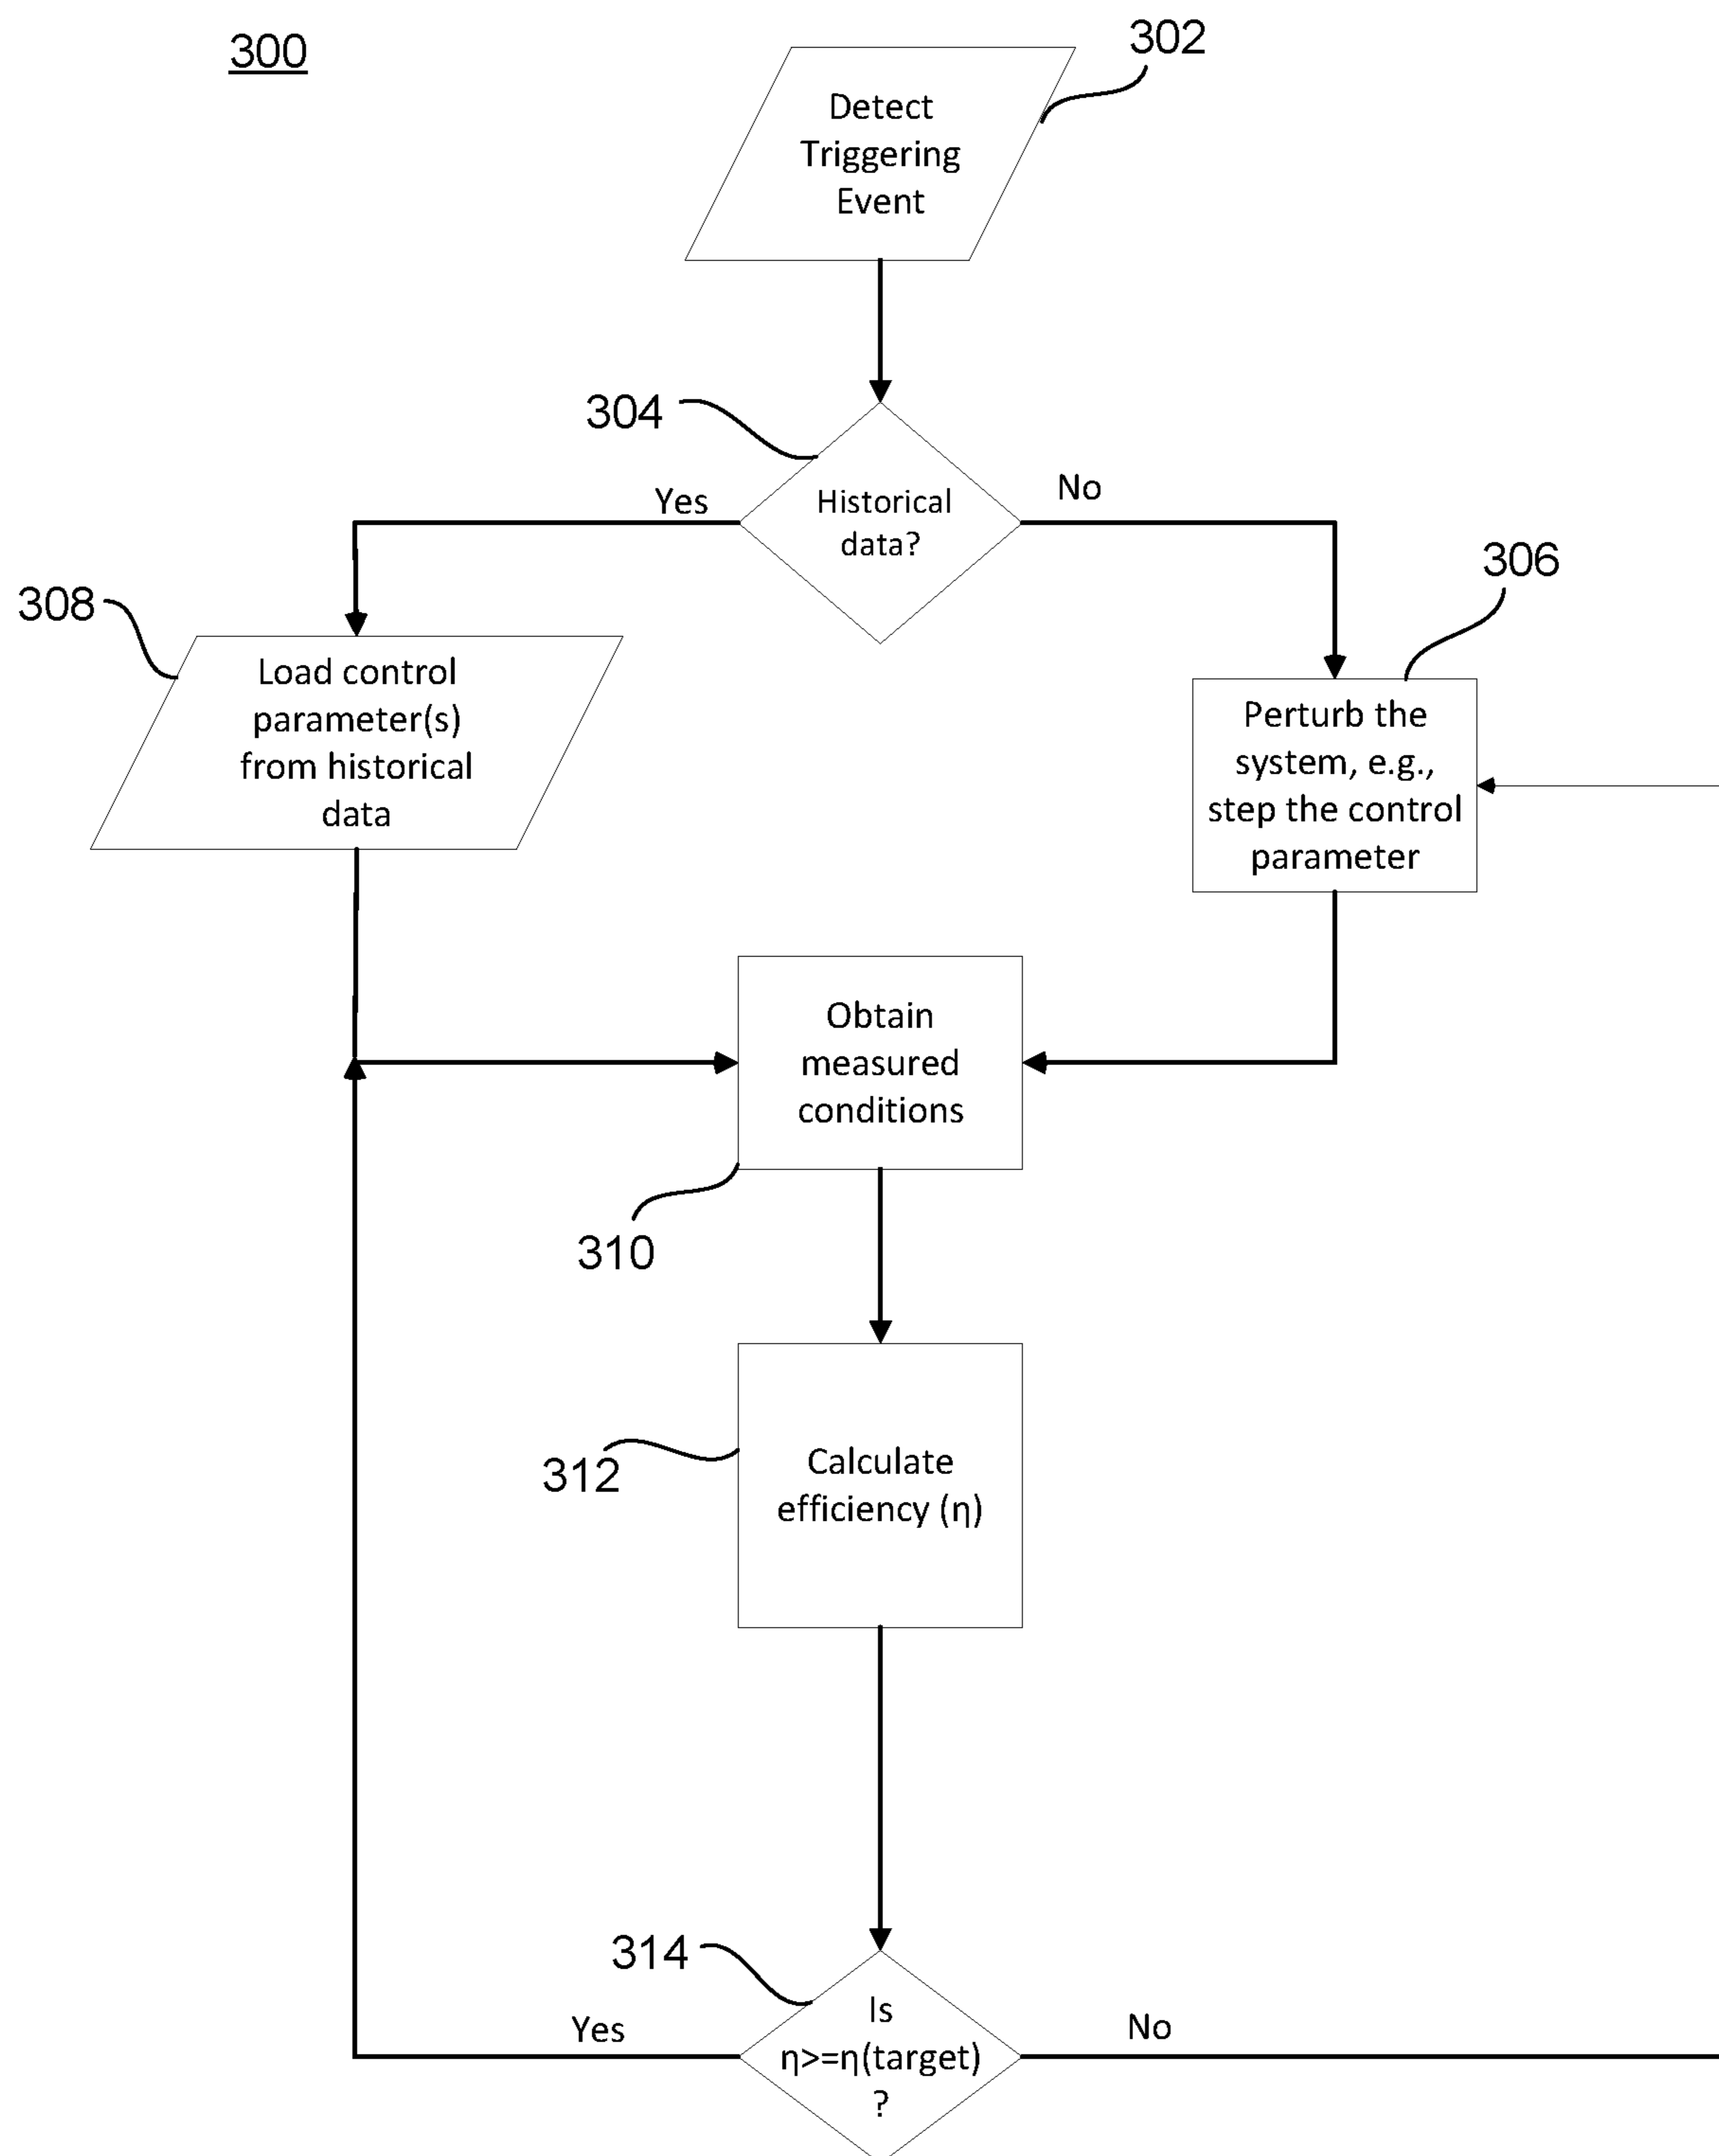 300
302
Detect
Triggering
Event
304
Yes
Historical
data?
No
306
308
Load control
parameter(s)
from historical
data
Perturb the
system, e.g.,
step the control
parameter
Obtain
measured
conditions
310
312
Calculate
efficiency (η)
314
Yes
Is
η>=η(target)
?
No